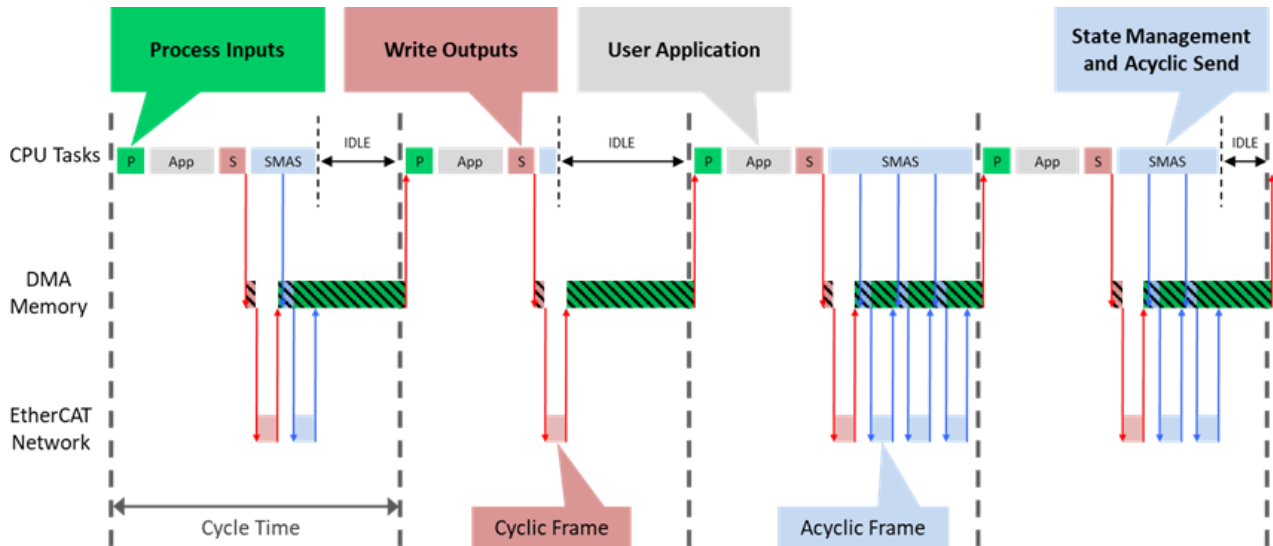 Process Inputs
Write Outputs
User Application
State Management
and Acyclic Send
CPU Tasks
P
App
S
SMAS
IDLE
P
App
S
IDLE
P
App
S
SMAS
P
App
S
SMAS
IDLE
DMA
Memory
EtherCAT
Network
Cycle Time
Cyclic Frame
Acyclic Frame